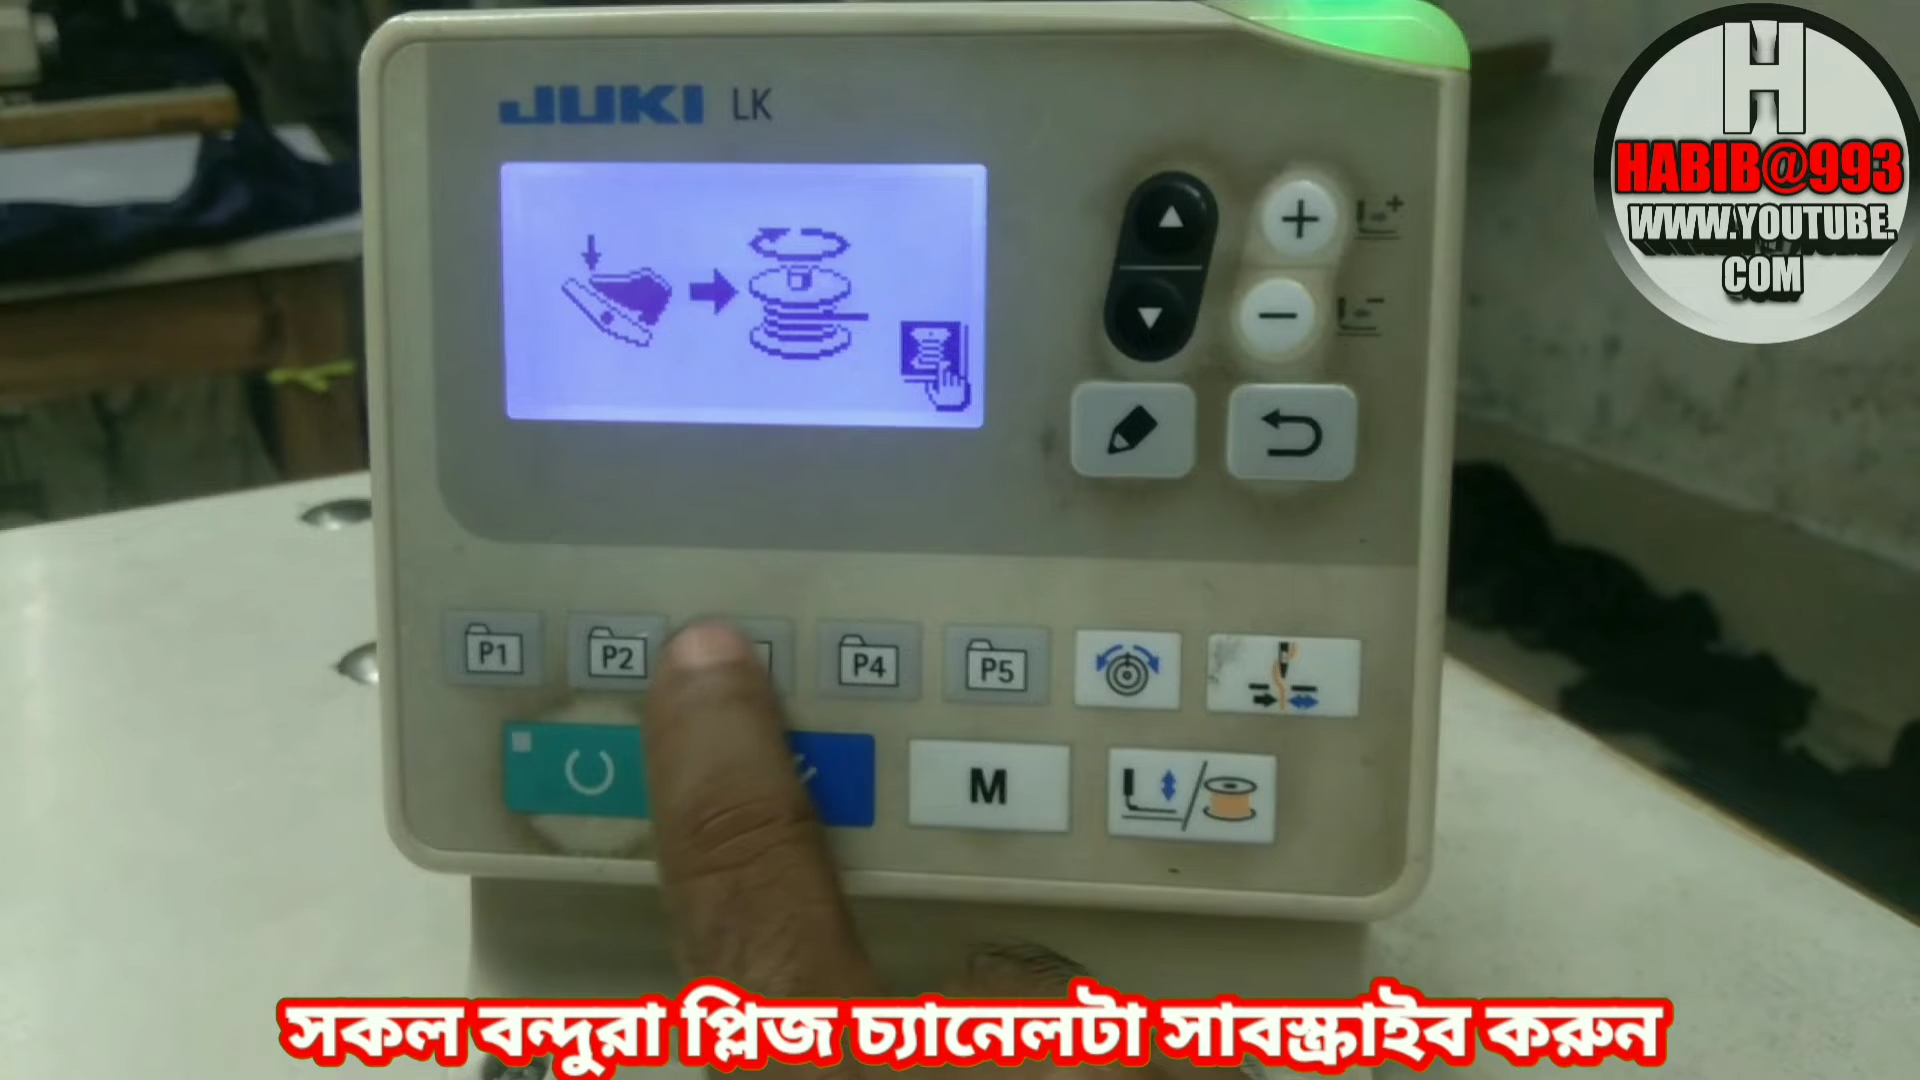 JUKI LK
H
HABIB@993
WWW.YOUTUBE.
COM
P1
P2
P4
P5
M
সকল বন্দুরা প্লিজ চ্যানেলটা সাবস্ক্রাইব করুন